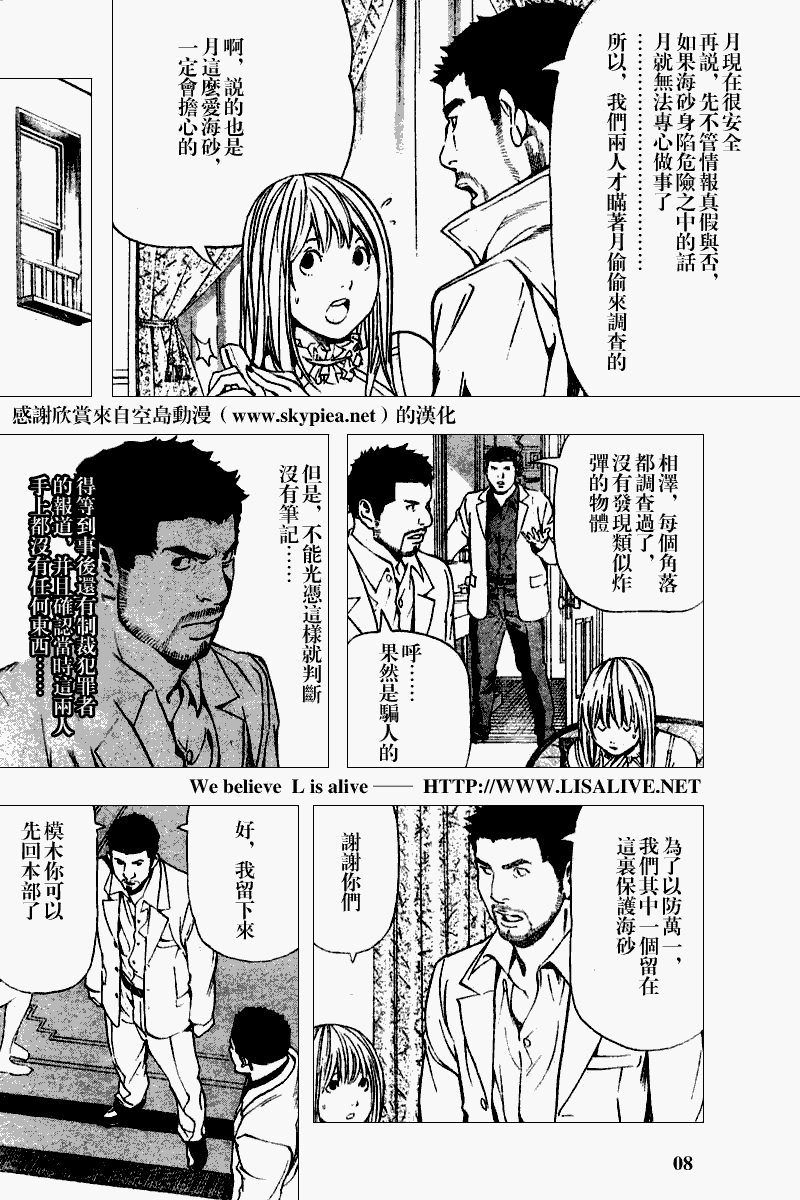 月現在很安全
再說，先不管情報真假與否，
如果海砂身陷危險之中的話
月就無法專心做事了
……………………………
所以，我們兩人才瞞著月偷偷來調查的
啊，說的也是
月這麼愛海砂，
一定會擔心的
感謝欣賞來自空島動漫（www.skypiea.net）的漢化
相澤，每個角落
都調查過了，
沒有發現類似炸
彈的物體
呼……
果然是騙人的
但是，不能光憑這樣就判斷
沒有筆記……
得等到事後還有制裁犯罪者
的報道，并且確認當時這兩人
手上都沒有任何東西……
We believe L is alive —— HTTP://WWW.LISALIVE.NET
為了以防萬一，
我們其中一個留在
這裏保護海砂
謝謝你們
好，我留下來
模木你可以
先回本部了
08